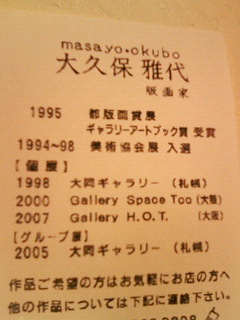 masayo・okubo
大久保 雅代
版画家
1995 都版画賞展
ギャラリーアートブック賞 受賞
1994~98 美術協会展 入選
【個展】
1998 大同ギャラリー (札幌)
2000 Gallery Space Too (大阪)
2007 Gallery H.O.T. (大阪)
【グループ展】
2005 大同ギャラリー (札幌)
作品ご希望の方はお気軽にお店の方へ
他の作品については下記に連絡下さい。